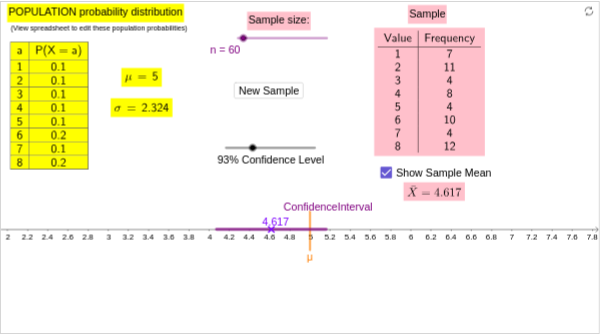 POPULATION probability distribution
(View spreadsheet to edit these population probabilities)
a P(X = a)
1 0.1
2 0.1
3 0.1
4 0.1
5 0.1
6 0.2
7 0.1
8 0.2
μ = 5
σ = 2.324
Sample size:
n = 60
New Sample
93% Confidence Level
Sample
Value Frequency
1 7
2 11
3 4
4 8
5 4
6 10
7 4
8 12
Show Sample Mean
X̄ = 4.617
ConfidenceInterval
4.617
2 2.2 2.4 2.6 2.8 3 3.2 3.4 3.6 3.8 4 4.2 4.4 4.6 4.8 5 5.2 5.4 5.6 5.8 6 6.2 6.4 6.6 6.8 7 7.2 7.4 7.6 7.8
μ